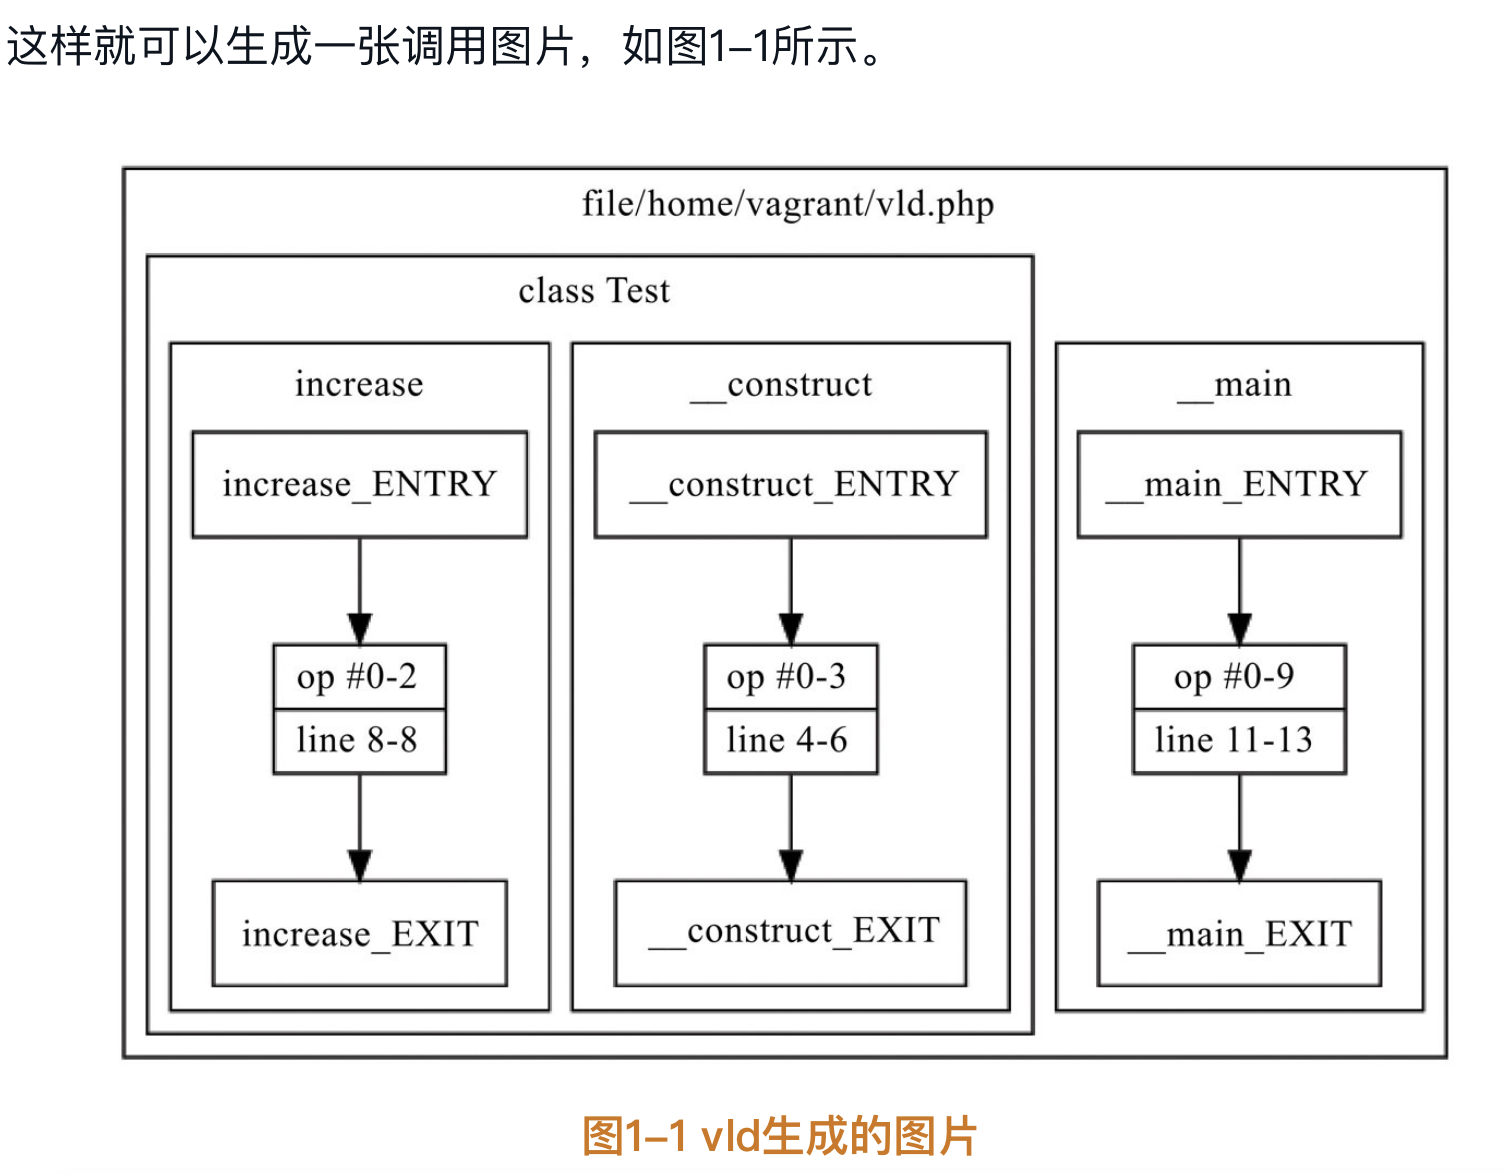 这样就可以生成一张调用图片，如图1–1所示。
file/home/vagrant/vld.php
class Test
increase
__construct
__main
increase_ENTRY
__construct_ENTRY
__main_ENTRY
op #0-2
op #0-3
op #0-9
line 8-8
line 4-6
line 11-13
increase_EXIT
__construct_EXIT
__main_EXIT
图1–1 vld生成的图片